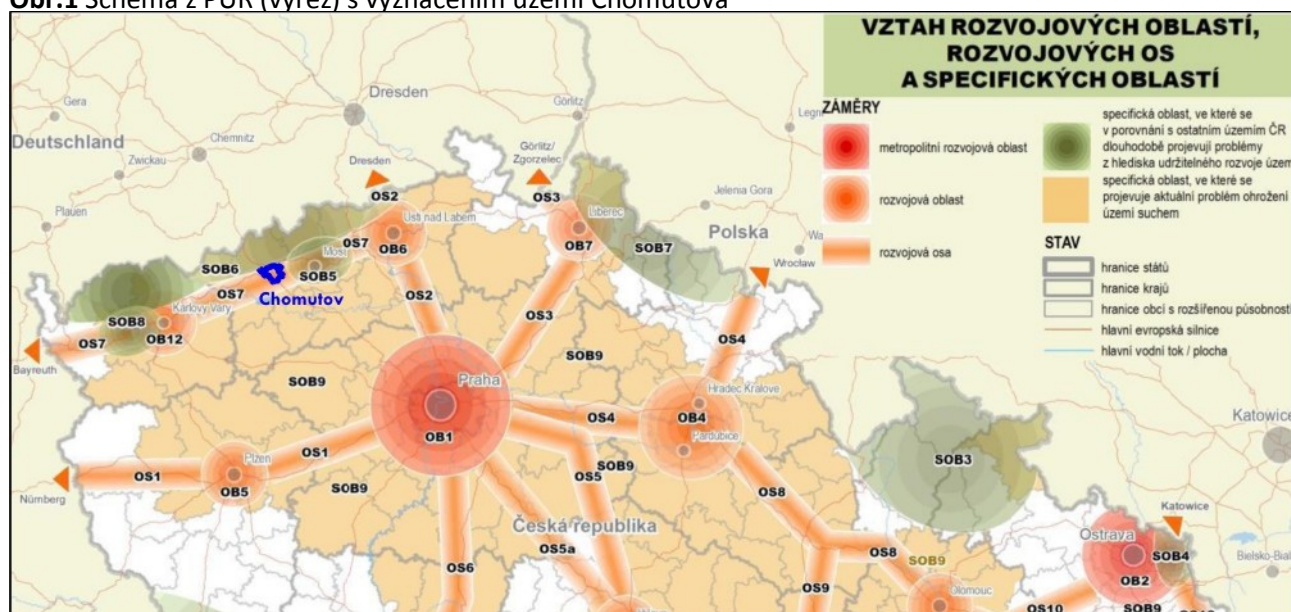 Obr.1 Schéma z PÚR (výřez) s vyznačením území Chomutova
VZTAH ROZVOJOVÝCH OBLASTÍ,
ROZVOJOVÝCH OS
A SPECIFICKÝCH OBLASTÍ
ZÁMĚRY
metropolitní rozvojová oblast
rozvojová oblast
rozvojová osa
specifická oblast, ve které se
v porovnání s ostatním územím ČR
dlouhodobě projevují problémy
z hlediska udržitelného rozvoje územ
specifická oblast, ve které se
projevuje aktuální problém ohrožení
území suchem
STAV
hranice států
hranice krajů
hranice obcí s rozšířenou působností
hlavní evropská silnice
hlavní vodní tok / plocha
Gera
Dresden
Görlitz
Legni
Deutschland
Chemnitz
Zwickau
Dresden
Görlitz/
Zgorzelec
Plauen
OS2
OS3
Jelenia Gora
Ústí nad Labem
Liberec
Polska
Wa
OS7
OB6
OB7
SOB7
Most
SOB6
SOB5
Wrocław
OS7
Chomutov
OS2
Karlovy Vary
SOB8
OB12
OS3
OS7
OS4
Bayreuth
SOB9
SOB9
Praha
Hradec Králové
Katowice
OS4
OB4
OB1
Pardubice
Plzeň
OS1
SOB9
SOB3
OS1
OS5
OB5
SOB9
OS8
Nürnberg
Katowice
Česká republika
Ostrava
OS5a
OS8
SOB9
SOB4
Bielsko-Bia
OB2
OS6
OS9
Olomouc
OS10
SOB9